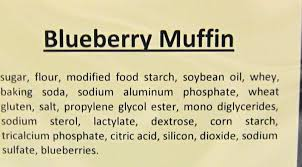 Blueberry Muffin
sugar, flour, modified food starch, soybean oil, whey,
baking soda, sodium aluminum phosphate, wheat
gluten, salt, propylene glycol ester, mono diglycerides,
sodium sterol, lactylate, dextrose, corn starch,
tricalcium phosphate, citric acid, silicon, dioxide, sodium
sulfate, blueberries.